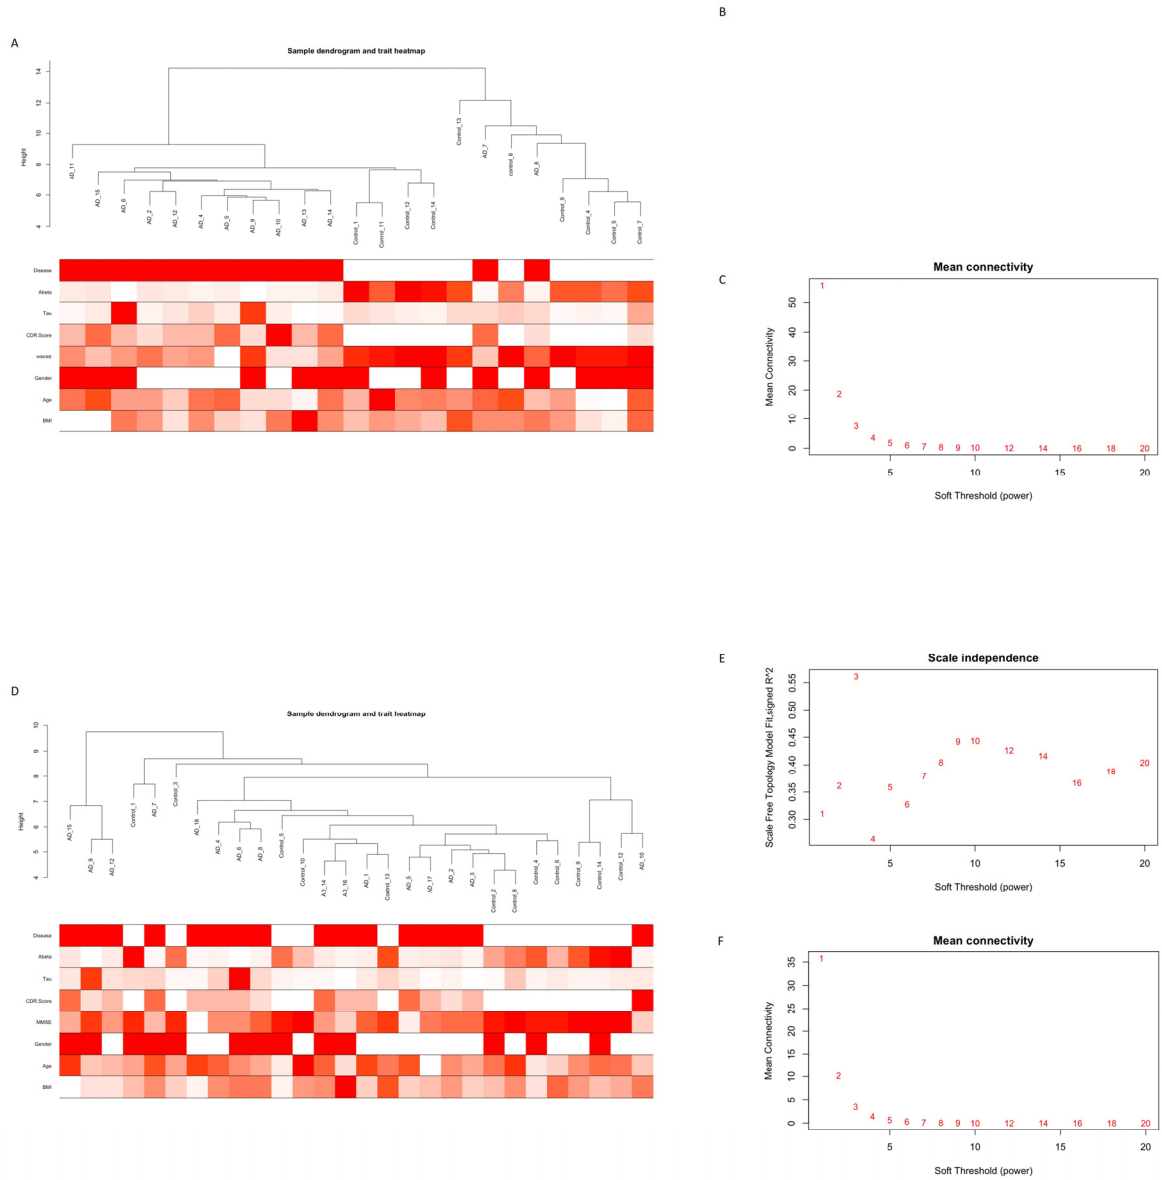 B
A
Sample dendrogram and trait heatmap
Height
14
12
10
8
6
4
AD_11
AD_15
AD_6
AD_2
AD_12
AD_4
AD_5
AD_9
AD_10
AD_13
AD_14
Control_1
Control_11
Control_12
Control_14
Control_13
AD_7
control_6
AD_8
Control_9
Control_4
Control_5
Control_7
Disease
Abeta
Tau
CDR.Score
MMSE
Gender
Age
BMI
C
Mean connectivity
Mean Connectivity
50
40
30
20
10
0
1
2
3
4
5
6
7
8
9
10
12
14
16
18
20
5
10
15
20
Soft Threshold (power)
D
Sample dendrogram and trait heatmap
Height
10
9
8
7
6
5
4
AD_15
AD_9
AD_12
Control_1
AD_7
Control_3
AD_18
AD_4
AD_6
AD_8
Control_5
Control_10
AD_14
AD_16
AD_1
Control_13
AD_5
AD_17
AD_2
AD_3
Control_2
Control_8
Control_4
Control_6
Control_9
Control_14
Control_12
AD_10
Disease
Abeta
Tau
CDR.Score
MMSE
Gender
Age
BMI
E
Scale independence
Scale Free Topology Model Fit,signed R^2
0.55
0.50
0.45
0.40
0.35
0.30
1
2
3
4
5
6
7
8
9
10
12
14
16
18
20
5
10
15
20
Soft Threshold (power)
F
Mean connectivity
Mean Connectivity
35
30
25
20
15
10
5
0
1
2
3
4
5
6
7
8
9
10
12
14
16
18
20
5
10
15
20
Soft Threshold (power)